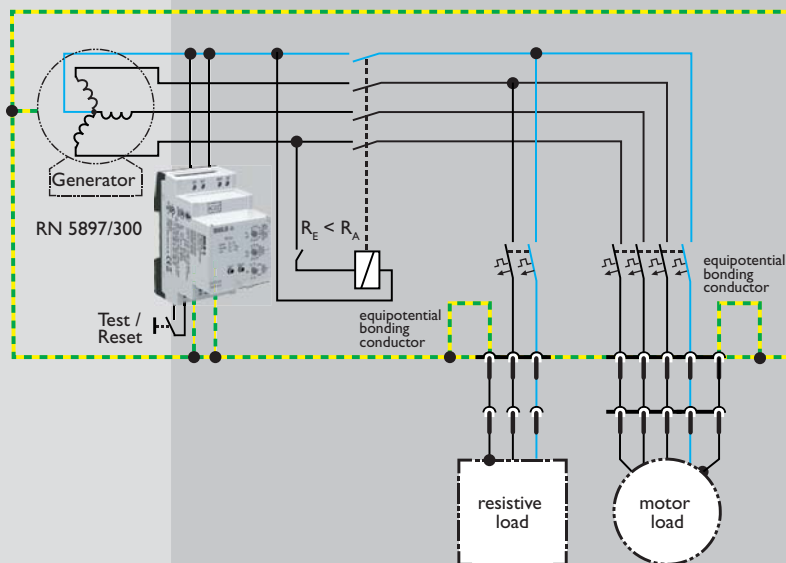 Generator
RN 5897/300
R_E < R_A
Test /
Reset
equipotential
bonding
conductor
equipotential
bonding
conductor
resistive
load
motor
load